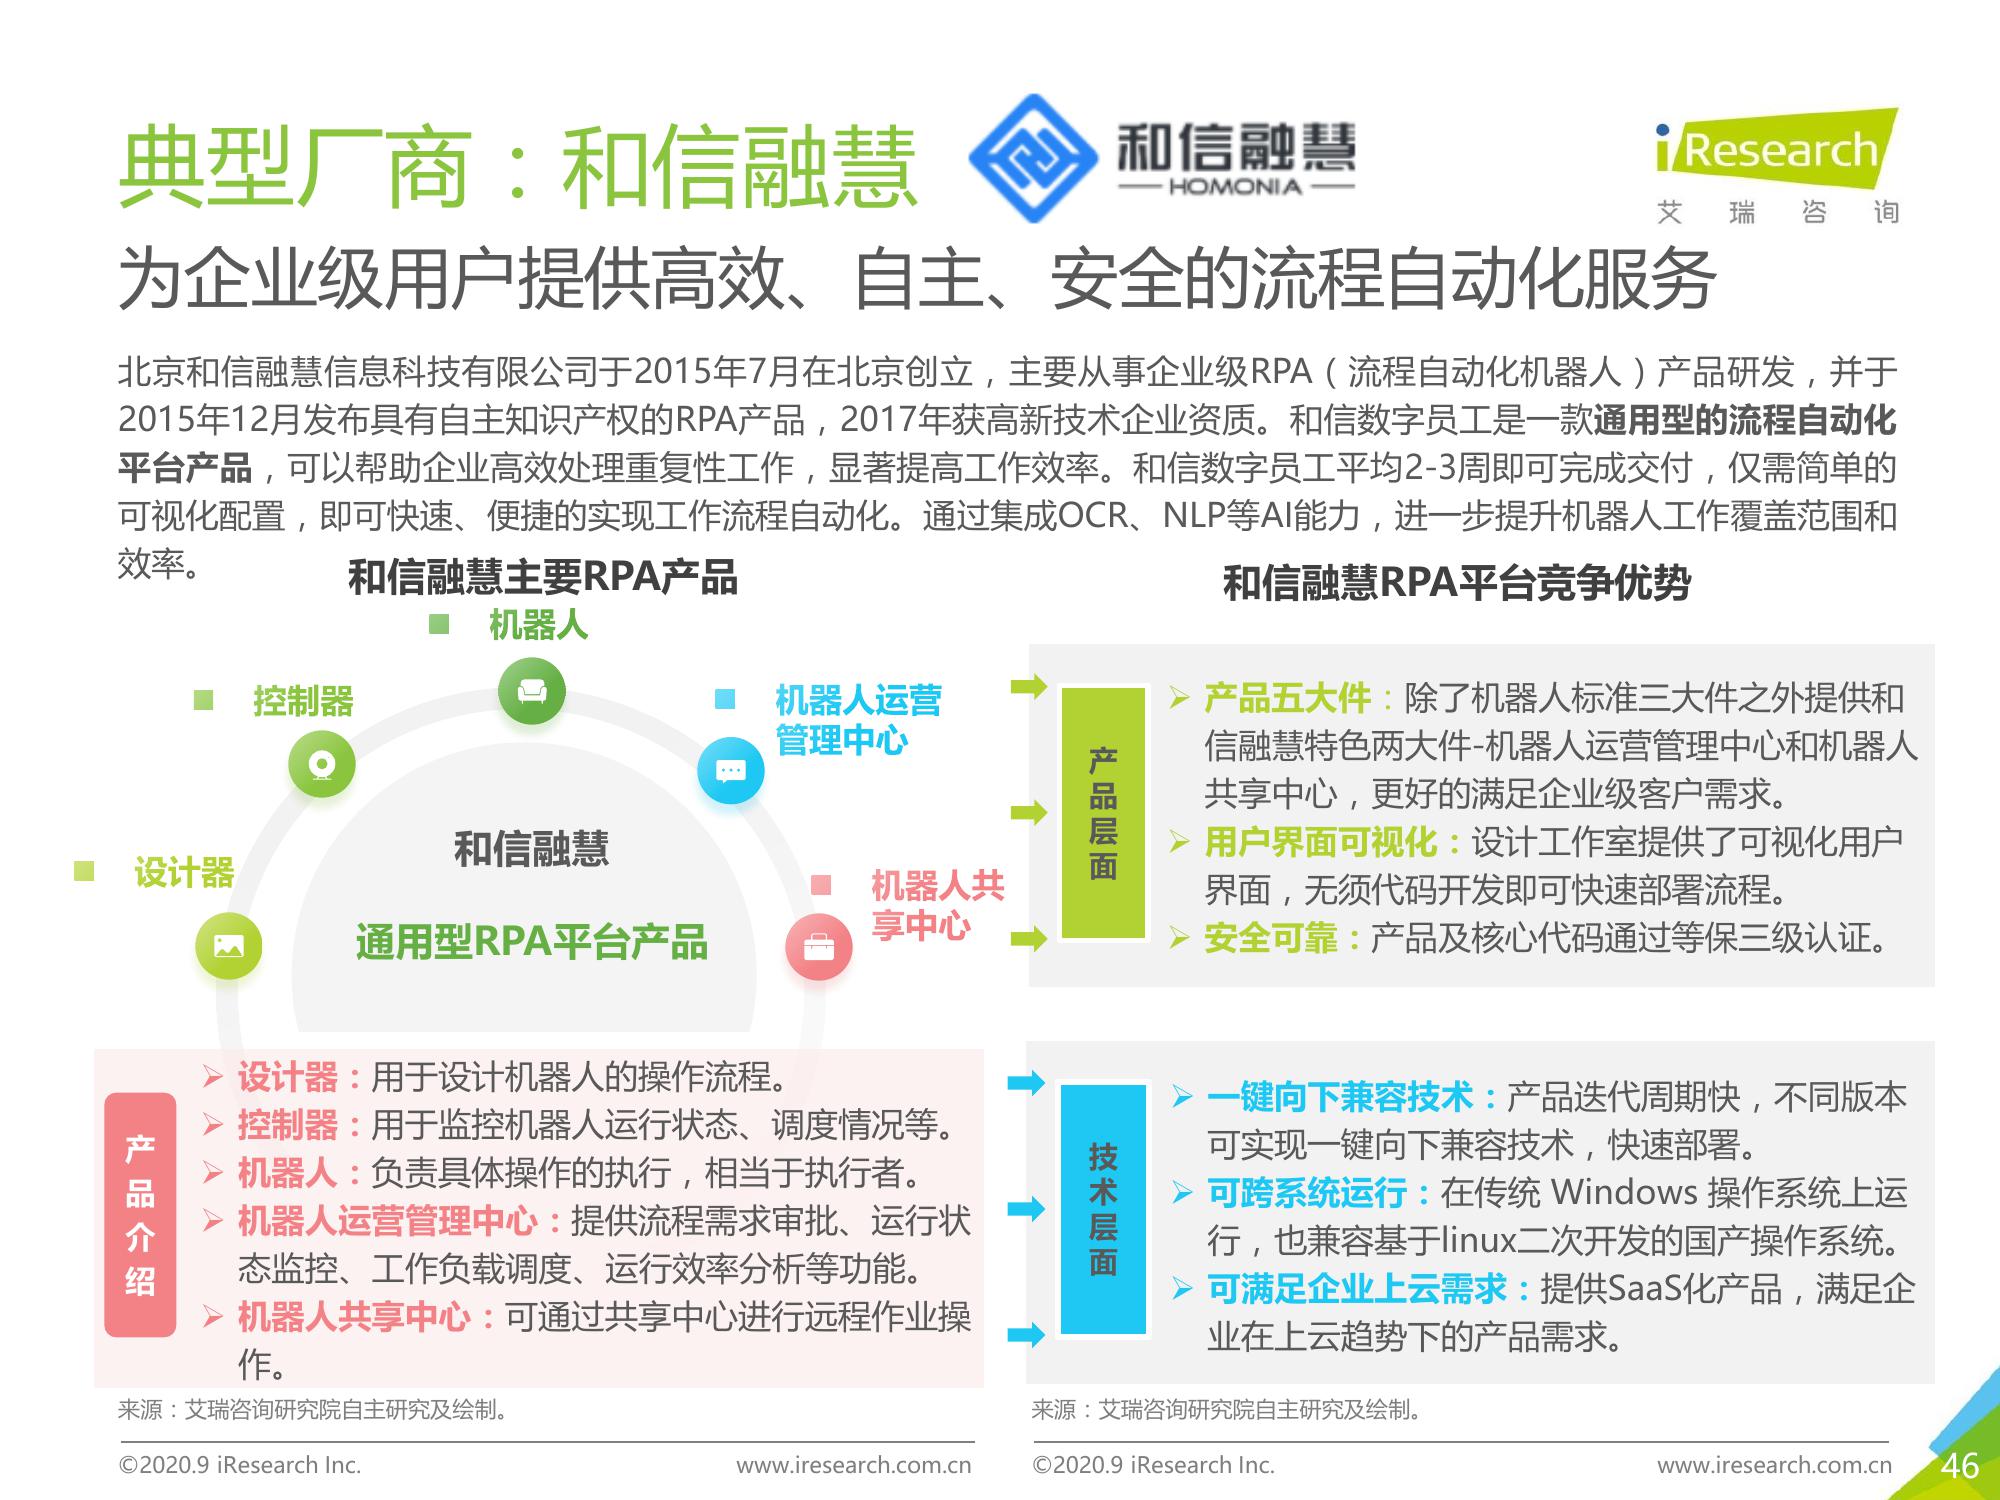 典型厂商：和信融慧
和信融慧
HOMONIA
iResearch
艾瑞咨询
为企业级用户提供高效、自主、安全的流程自动化服务
北京和信融慧信息科技有限公司于2015年7月在北京创立，主要从事企业级RPA（流程自动化机器人）产品研发，并于
2015年12月发布具有自主知识产权的RPA产品，2017年获高新技术企业资质。和信数字员工是一款通用型的流程自动化
平台产品，可以帮助企业高效处理重复性工作，显著提高工作效率。和信数字员工平均2-3周即可完成交付，仅需简单的
可视化配置，即可快速、便捷的实现工作流程自动化。通过集成OCR、NLP等AI能力，进一步提升机器人工作覆盖范围和
效率。
和信融慧主要RPA产品
机器人
控制器
机器人运营
管理中心
设计器
机器人共
享中心
和信融慧
通用型RPA平台产品
产品介绍
设计器：用于设计机器人的操作流程。
控制器：用于监控机器人运行状态、调度情况等。
机器人：负责具体操作的执行，相当于执行者。
机器人运营管理中心：提供流程需求审批、运行状
态监控、工作负载调度、运行效率分析等功能。
机器人共享中心：可通过共享中心进行远程作业操
作。
来源：艾瑞咨询研究院自主研究及绘制。
©2020.9 iResearch Inc.
www.iresearch.com.cn
和信融慧RPA平台竞争优势
产品层面
产品五大件：除了机器人标准三大件之外提供和
信融慧特色两大件-机器人运营管理中心和机器人
共享中心，更好的满足企业级客户需求。
用户界面可视化：设计工作室提供了可视化用户
界面，无须代码开发即可快速部署流程。
安全可靠：产品及核心代码通过等保三级认证。
技术层面
一键向下兼容技术：产品迭代周期快，不同版本
可实现一键向下兼容技术，快速部署。
可跨系统运行：在传统 Windows 操作系统上运
行，也兼容基于linux二次开发的国产操作系统。
可满足企业上云需求：提供SaaS化产品，满足企
业在上云趋势下的产品需求。
来源：艾瑞咨询研究院自主研究及绘制。
©2020.9 iResearch Inc.
www.iresearch.com.cn
46